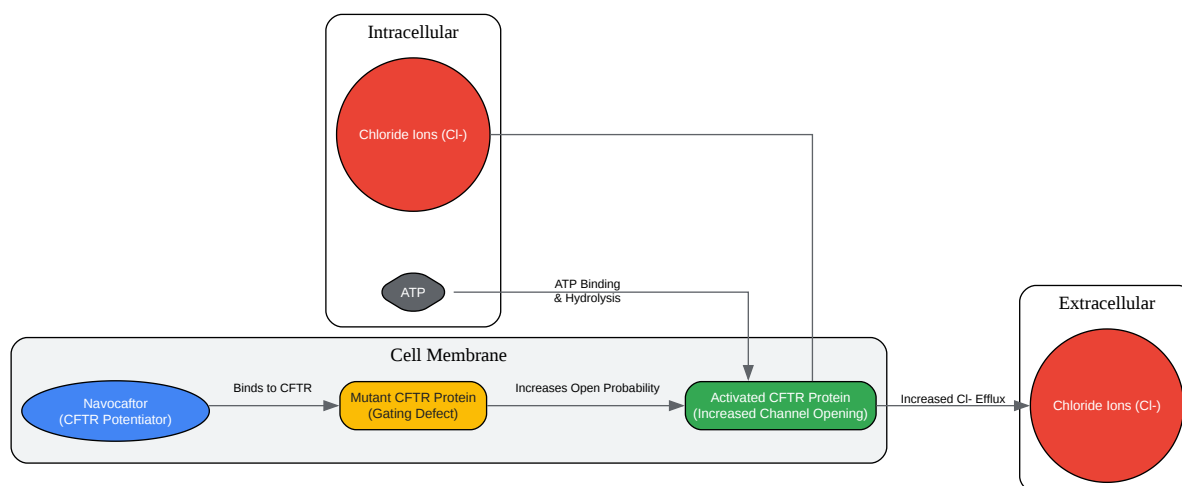 Intracellular
Chloride Ions (Cl-)
ATP
ATP Binding
& Hydrolysis
Extracellular
Chloride Ions (Cl-)
Cell Membrane
Navocaftor
(CFTR Potentiator)
Binds to CFTR
Mutant CFTR Protein
(Gating Defect)
Increases Open Probability
Activated CFTR Protein
(Increased Channel Opening)
Increased Cl- Efflux